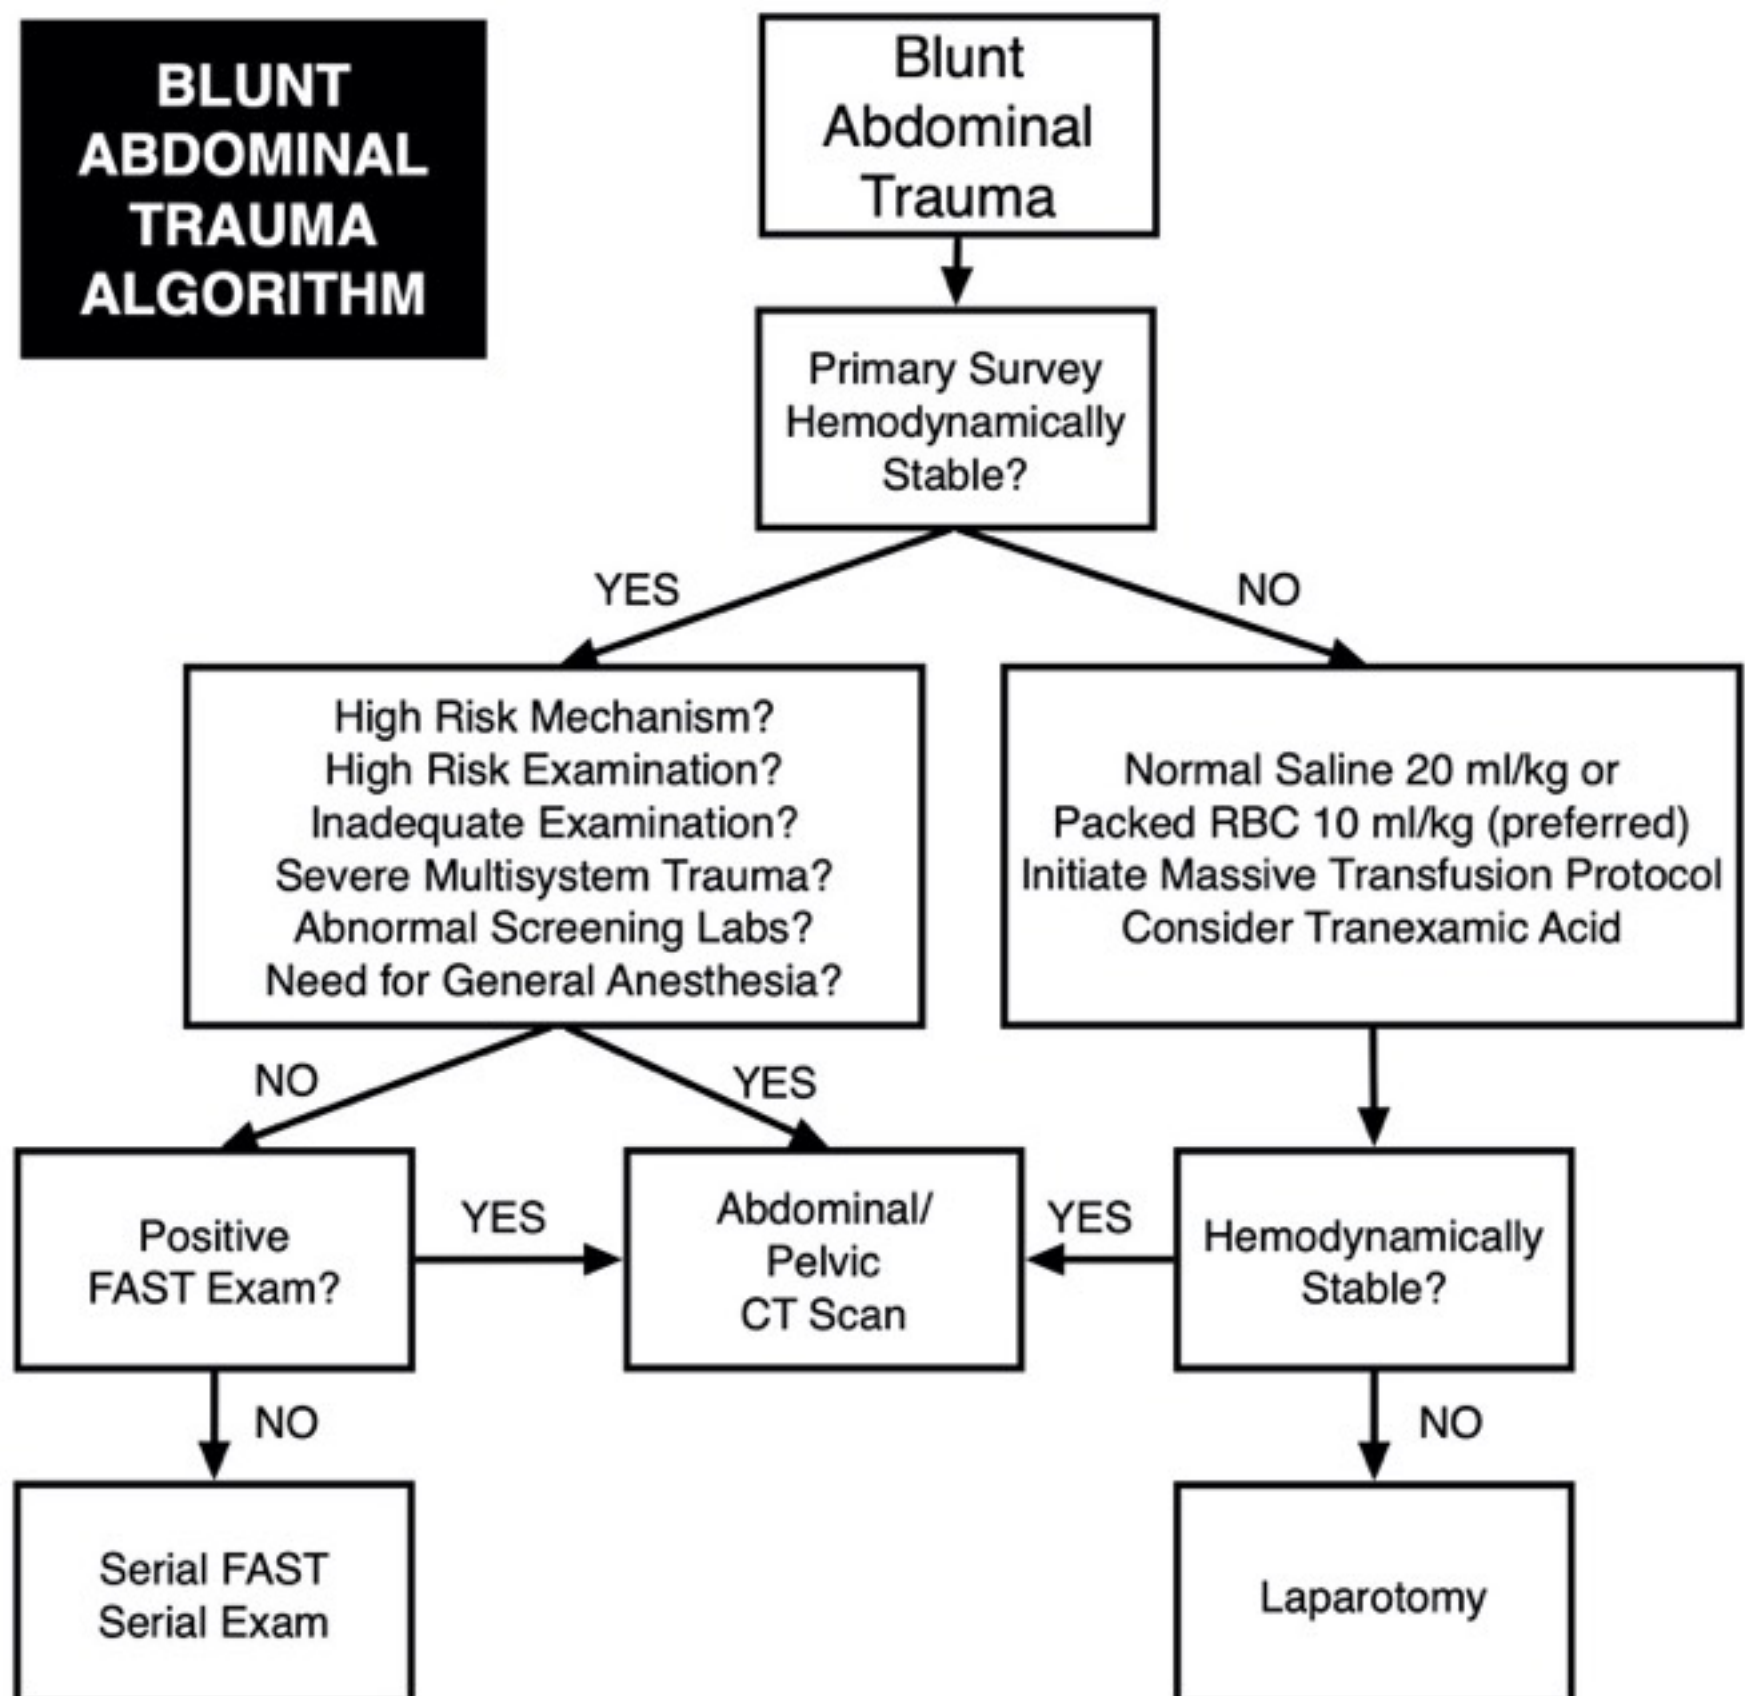 BLUNT
ABDOMINAL
TRAUMA
ALGORITHM
Blunt
Abdominal
Trauma
Primary Survey
Hemodynamically
Stable?
YES
NO
High Risk Mechanism?
High Risk Examination?
Inadequate Examination?
Severe Multisystem Trauma?
Abnormal Screening Labs?
Need for General Anesthesia?
Normal Saline 20 ml/kg or
Packed RBC 10 ml/kg (preferred)
Initiate Massive Transfusion Protocol
Consider Tranexamic Acid
NO
YES
Positive
FAST Exam?
YES
Abdominal/
Pelvic
CT Scan
YES
Hemodynamically
Stable?
NO
NO
Serial FAST
Serial Exam
Laparotomy